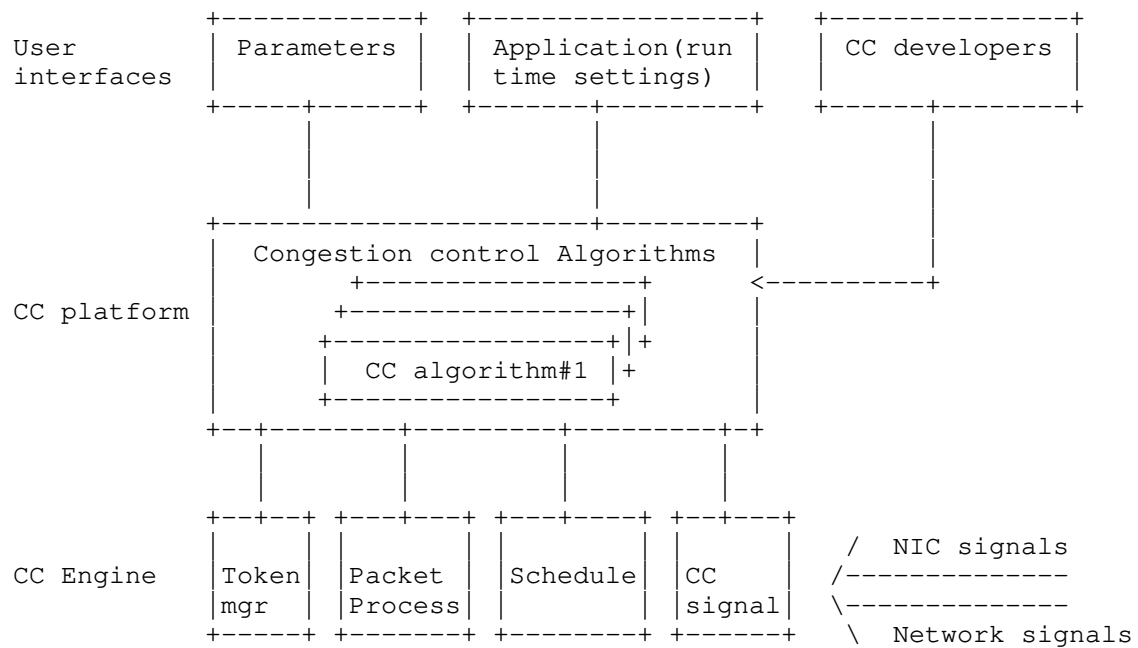 User Parameters Application(run CC developers
interfaces time settings)
Congestion control Algorithms
CC platform
CC algorithm#1
NIC signals
CC Engine Token Packet Schedule CC
mgr Process signal
Network signals